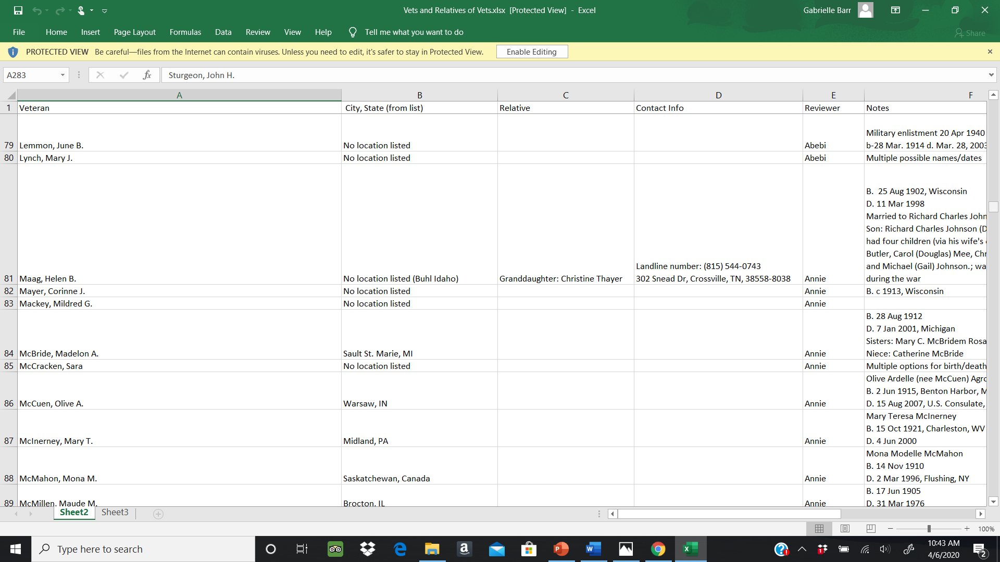 Vets and Relatives of Vets.xlsx [Protected View] - Excel
Gabrielle Barr
File Home Insert Page Layout Formulas Data Review View Help Tell me what you want to do
Share
PROTECTED VIEW Be careful—files from the Internet can contain viruses. Unless you need to edit, it's safer to stay in Protected View. Enable Editing
A283 fx Sturgeon, John H.
A B C D E F
1 Veteran City, State (from list) Relative Contact Info Reviewer Notes
Military enlistment 20 Apr 1940
79 Lemmon, June B. No location listed Abebi b-28 Mar. 1914 d. Mar. 28, 2003
80 Lynch, Mary J. No location listed Abebi Multiple possible names/dates
B. 25 Aug 1902, Wisconsin
D. 11 Mar 1998
Married to Richard Charles John
Son: Richard Charles Johnson (D
had four children (via his wife's
Butler, Carol (Douglas) Mee, Chr
Landline number: (815) 544-0743 and Michael (Gail) Johnson.; wa
81 Maag, Helen B. No location listed (Buhl Idaho) Granddaughter: Christine Thayer 302 Snead Dr, Crossville, TN, 38558-8038 Annie during the war
82 Mayer, Corinne J. No location listed Annie B. c 1913, Wisconsin
83 Mackey, Mildred G. No location listed Annie
B. 28 Aug 1912
D. 7 Jan 2001, Michigan
Sisters: Mary C. McBridem Rosa
84 McBride, Madelon A. Sault St. Marie, MI Annie Niece: Catherine McBride
85 McCracken, Sara No location listed Annie Multiple options for birth/death
Olive Ardelle (nee McCuen) Agro
B. 2 Jun 1915, Benton Harbor, M
86 McCuen, Olive A. Warsaw, IN Annie D. 15 Aug 2007, U.S. Consulate,
Mary Teresa McInerney
B. 15 Oct 1921, Charleston, WV
87 McInerney, Mary T. Midland, PA Annie D. 4 Jun 2000
Mona Modelle McMahon
B. 14 Nov 1910
88 McMahon, Mona M. Saskatchewan, Canada Annie D. 2 Mar 1996, Flushing, NY
B. 17 Jun 1905
89 McMillen, Maude M. Brocton, IL Annie D. 31 Mar 1976
Sheet2 Sheet3
100%
Type here to search
10:43 AM
4/6/2020
2